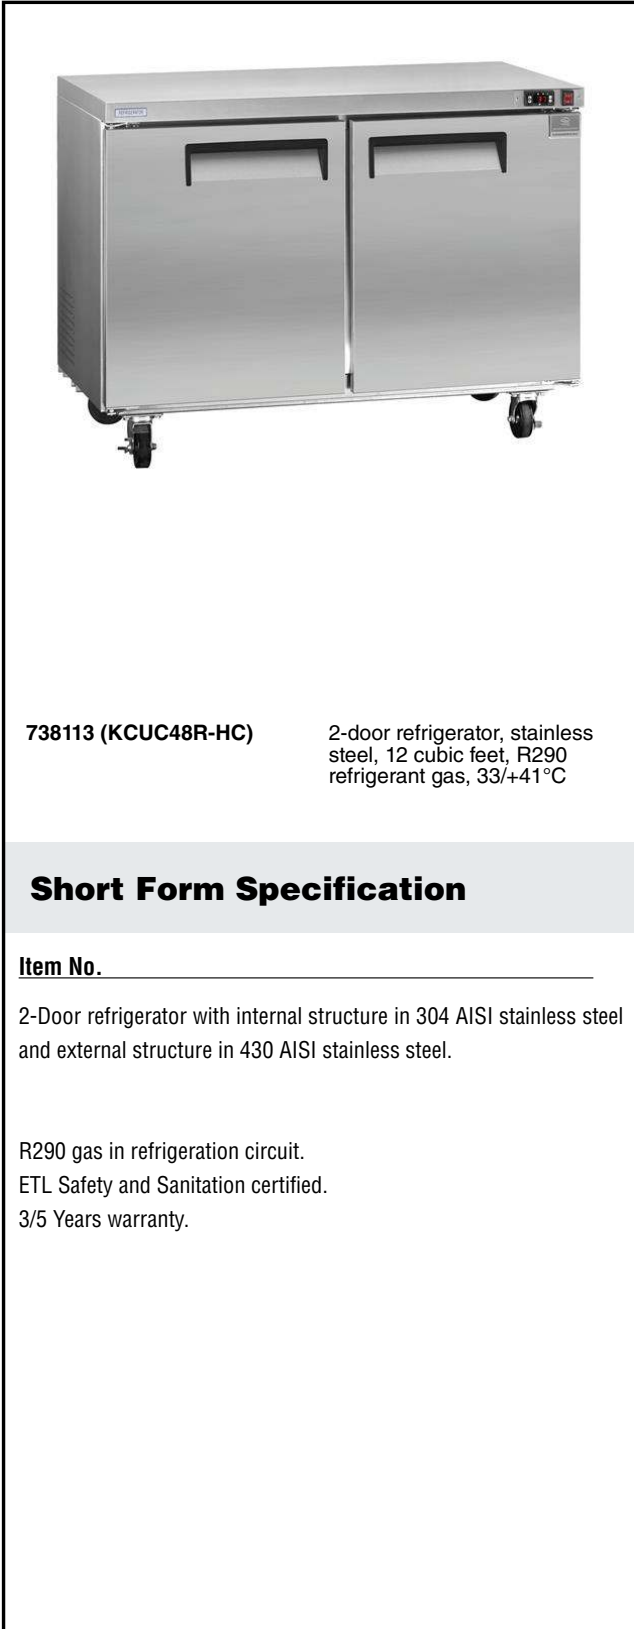 REFRIGERATOR
738113 (KCUC48R-HC)
2-door refrigerator, stainless
steel, 12 cubic feet, R290
refrigerant gas, 33/+41°C
Short Form Specification
Item No.
2-Door refrigerator with internal structure in 304 AISI stainless steel
and external structure in 430 AISI stainless steel.
R290 gas in refrigeration circuit.
ETL Safety and Sanitation certified.
3/5 Years warranty.